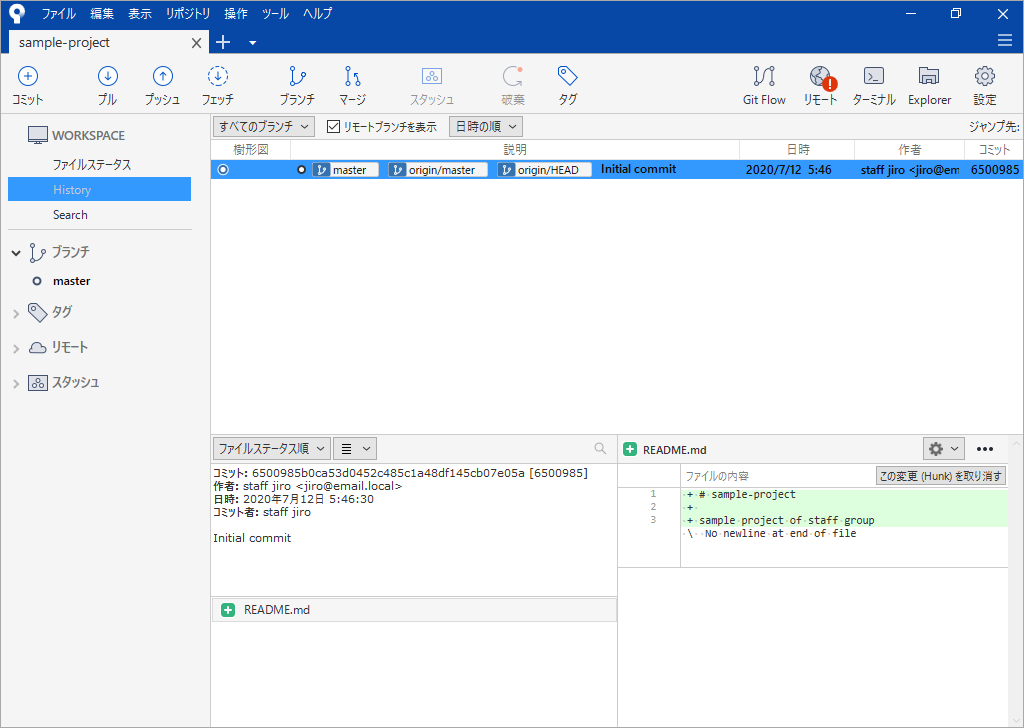 ファイル 編集 表示 リポジトリ 操作 ツール ヘルプ
sample-project
コミット プル プッシュ フェッチ ブランチ マージ スタッシュ 破棄 タグ Git Flow リモート ターミナル Explorer 設定
WORKSPACE
ファイルステータス
History
Search
ブランチ
master
タグ
リモート
スタッシュ
すべてのブランチ リモートブランチを表示 日時の順 ジャンプ先:
樹形図 説明 日時 作者 コミット
master origin/master origin/HEAD Initial commit 2020/7/12 5:46 staff jiro <jiro@em 6500985
ファイルステータス順
コミット: 6500985b0ca53d0452c485c1a48df145cb07e05a [6500985]
作者: staff jiro <jiro@email.local>
日時: 2020年7月12日 5:46:30
コミット者: staff jiro
Initial commit
README.md
README.md
ファイルの内容 この変更 (Hunk) を取り消す
1 + # sample-project
2 +
3 + sample project of staff group
\ No newline at end of file